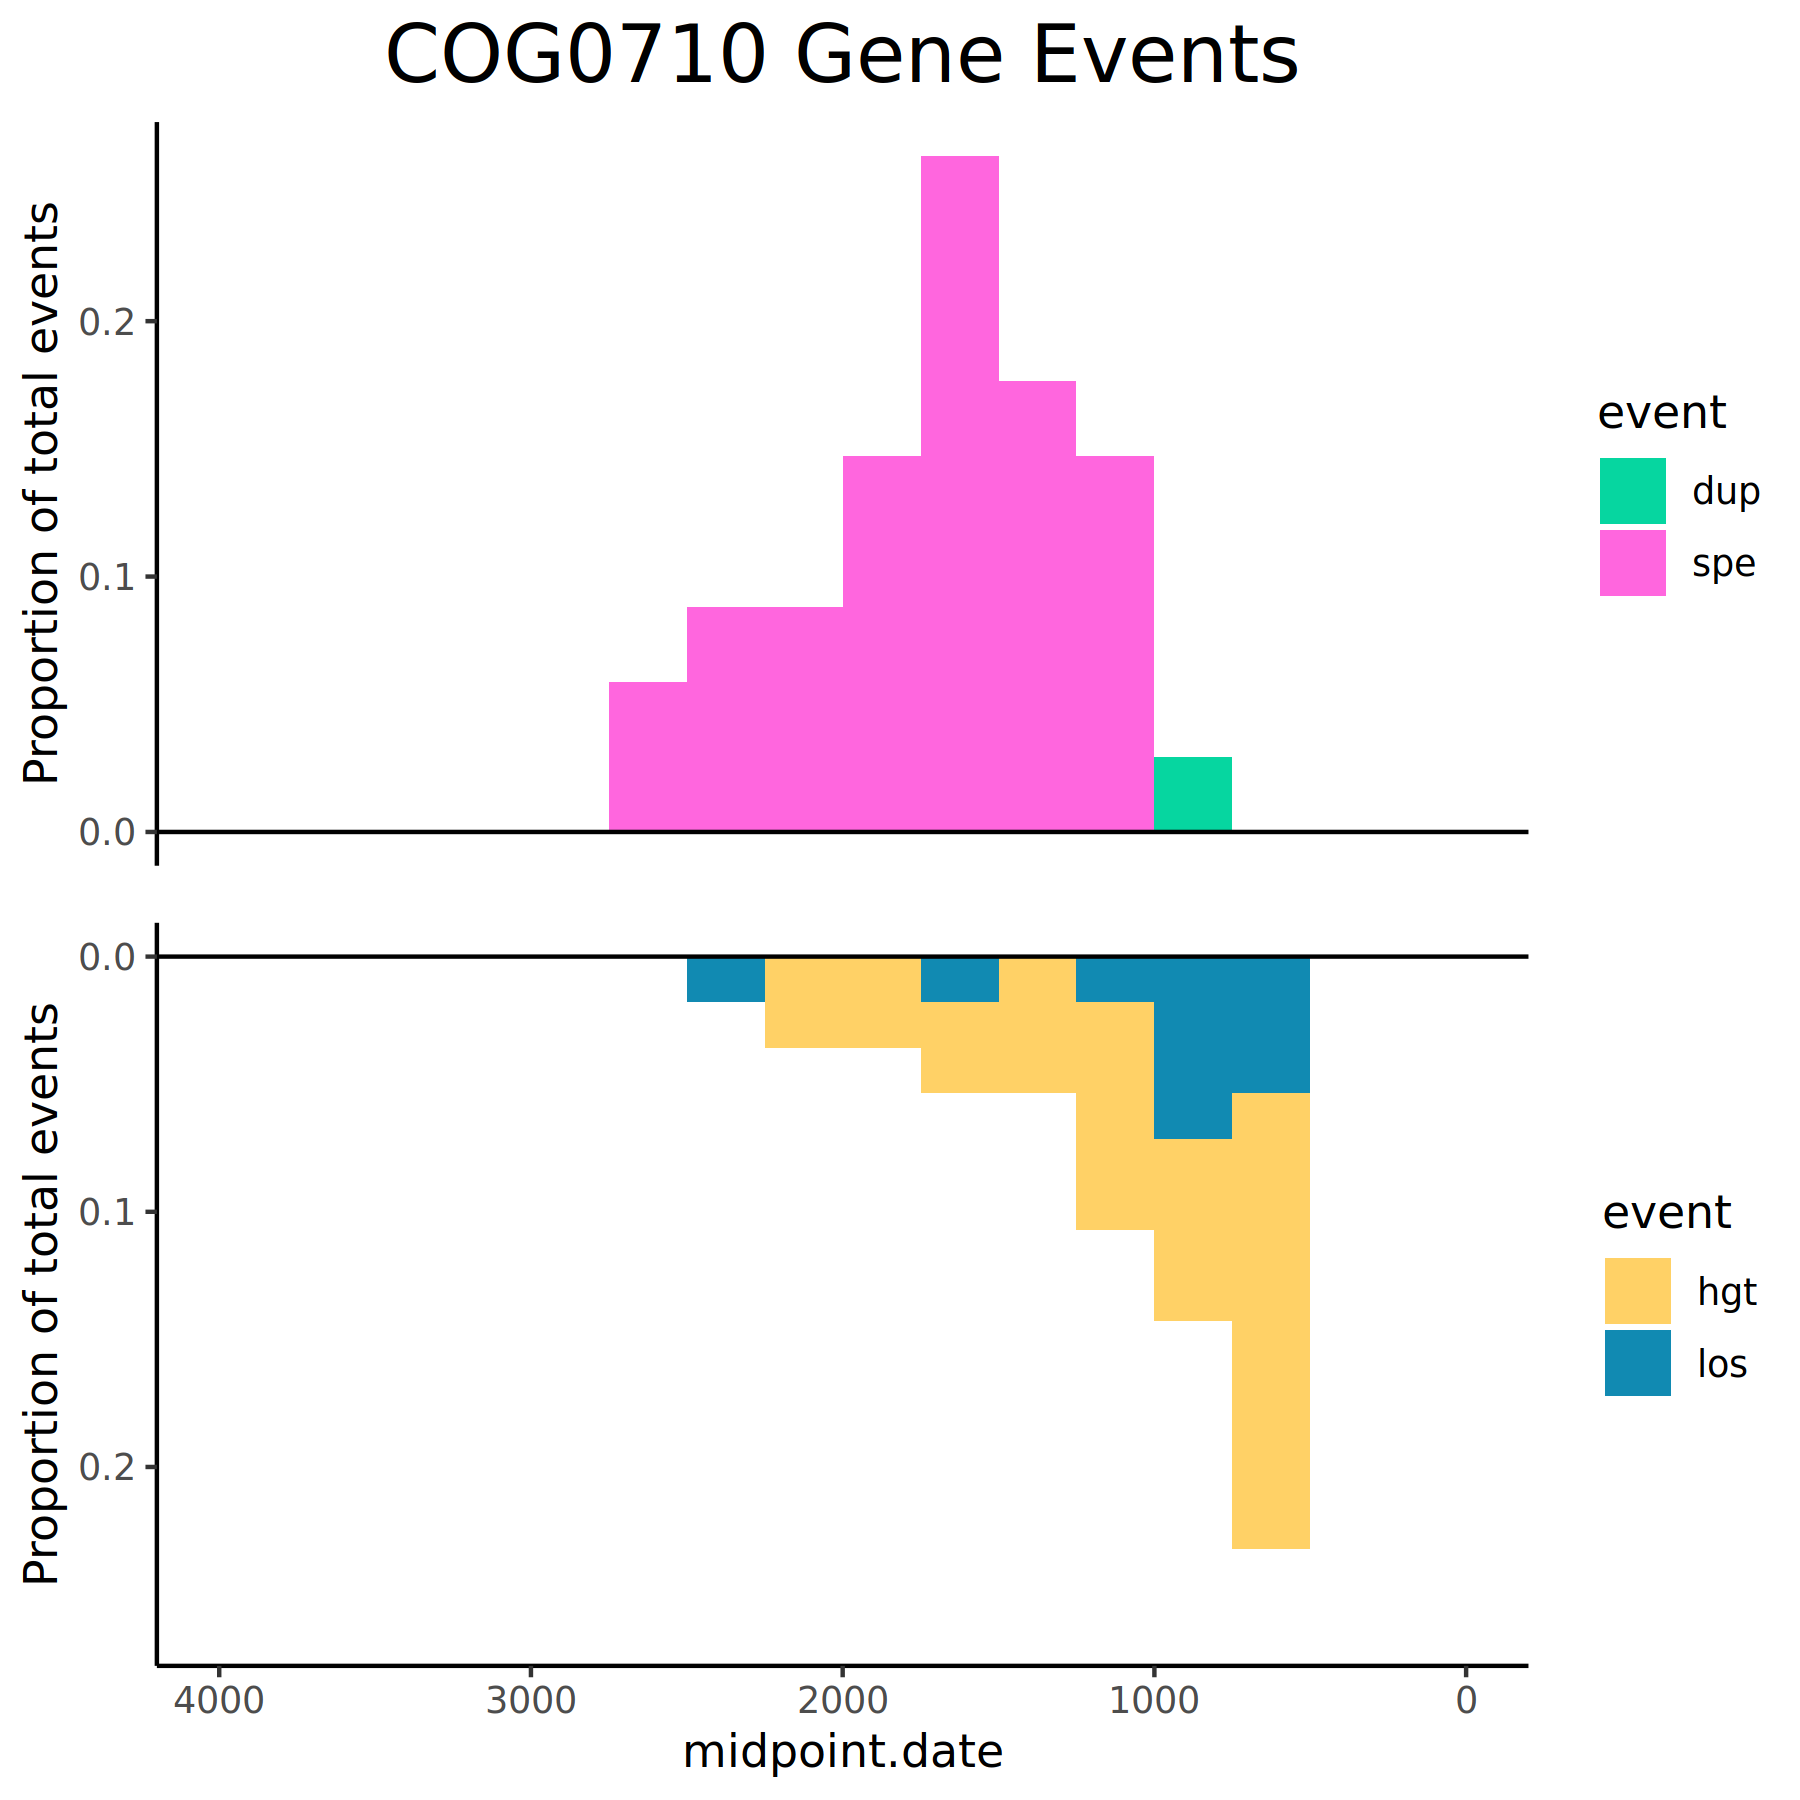 COG0710 Gene Events
Proportion of total events
0.2
0.1
0.0
event
dup
spe
Proportion of total events
0.0
0.1
0.2
event
hgt
los
4000 3000 2000 1000 0
midpoint.date